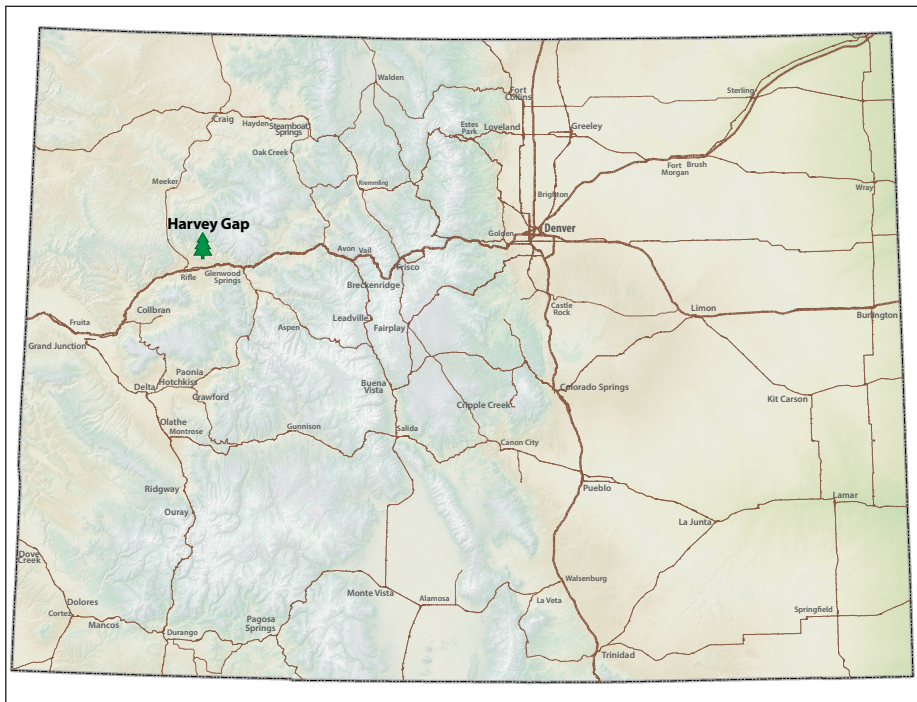 Walden
Fort
Collins
Sterling
Craig
Hayden
Steamboat
Springs
Estes
Park
Loveland
Greeley
Oak Creek
Meeker
Kremmling
Fort
Morgan
Brush
Wray
Brighton
Harvey Gap
Golden
Denver
Avon
Vail
Frisco
Rifle
Glenwood
Springs
Breckenridge
Collbran
Castle
Rock
Limon
Burlington
Fruita
Leadville
Fairplay
Aspen
Grand Junction
Paonia
Hotchkiss
Delta
Crawford
Buena
Vista
Colorado Springs
Cripple Creek
Kit Carson
Olathe
Montrose
Gunnison
Salida
Canon City
Ridgway
Pueblo
Lamar
Ouray
La Junta
Dove
Creek
Walsenburg
Dolores
Monte Vista
Alamosa
La Veta
Cortez
Mancos
Pagosa
Springs
Springfield
Durango
Trinidad